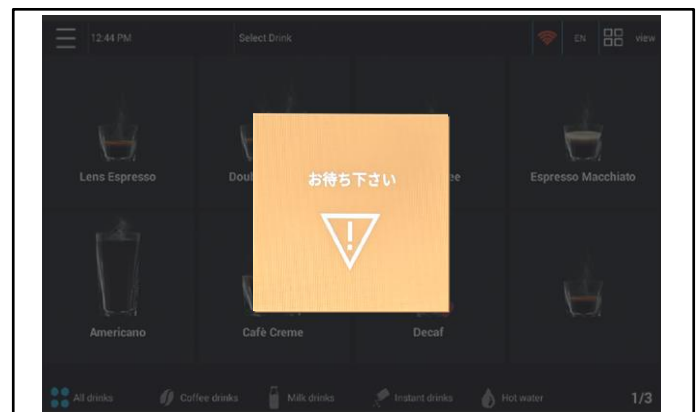 12:44 PM
Select Drink
EN
view
Lens Espresso
Doul
ee
Espresso Macchiato
お待ち下さい
Americano
Cafè Creme
Decaf
All drinks
Coffee drinks
Milk drinks
Instant drinks
Hot water
1/3